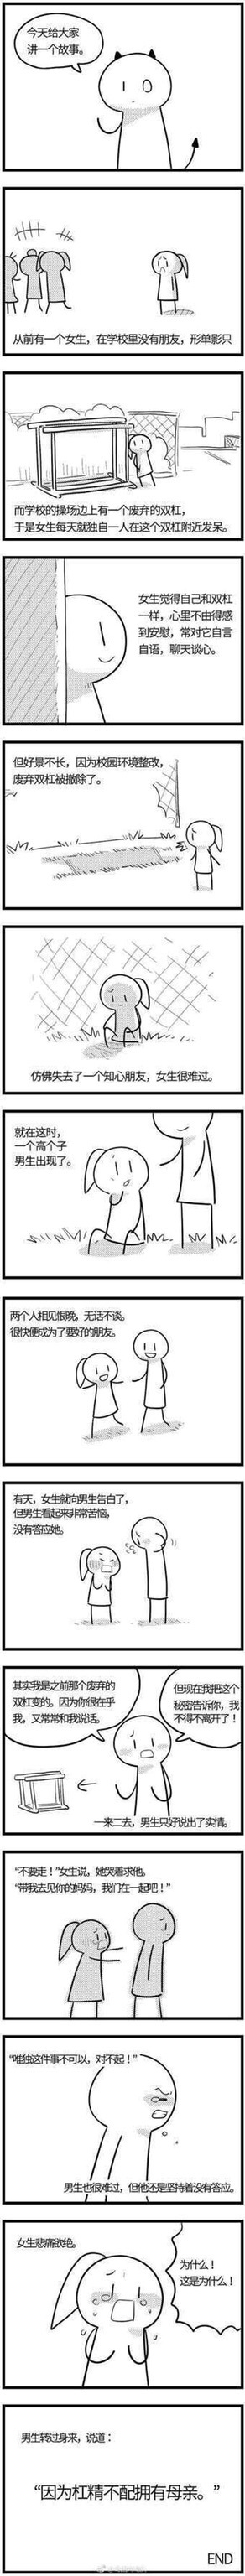 今天给大家
讲一个故事。
从前有一个女生，在学校里没有朋友，形单影只
而学校的操场边上有一个废弃的双杠，
于是女生每天就独自一人在这个双杠附近发呆。
女生觉得自己和双杠
一样，心里不由得感
到安慰，常对它自言
自语，聊天谈心。
但好景不长，因为校园环境整改，
废弃双杠被撤除了。
仿佛失去了一个知心朋友，女生很难过。
就在这时，
一个高个子
男生出现了。
两个人相见恨晚，无话不谈。
很快便成为了要好的朋友。
有天，女生就向男生告白了，
但男生看起来非常苦恼，
没有答应她。
其实我是之前那个废弃的
双杠变的。因为你很在乎
我，又常常和我说话。
但现在我把这个
秘密告诉你，我
不得不离开了！
一来二去，男生只好说出了实情。
“不要走！”女生说，她哭着求他。
“带我去见你的妈妈，我们在一起吧！”
“唯独这件事不可以，对不起！”
男生也很难过，但他还是坚持着没有答应。
女生悲痛欲绝。
为什么！
这是为什么！
男生转过身来，说道：
“因为杠精不配拥有母亲。”
END